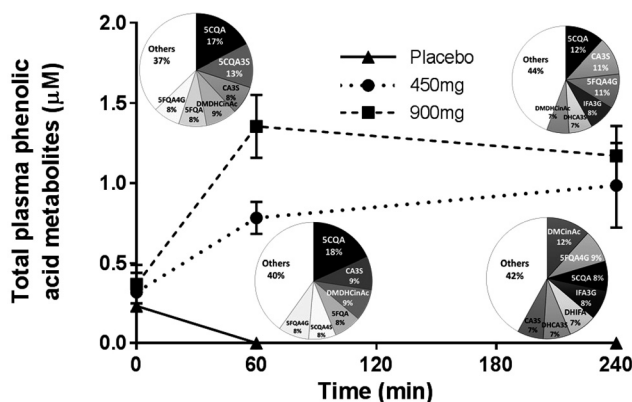 2.0
1.5
1.0
0.5
0.0
Total plasma phenolic
acid metabolites (μM)
0
60
120
180
240
Time (min)
Placebo
450mg
900mg
5CQA
17%
5CQA3S
13%
CA3S
8%
DMDHCinAc
9%
5FQA
8%
5FQA4G
8%
Others
37%
5CQA
12%
CA3S
11%
5FQA4G
11%
IFA3G
8%
DHCA3S
7%
DMDHCinAc
7%
Others
44%
5CQA
18%
CA3S
9%
DMDHCinAc
9%
5FQA
8%
5CQA4S
8%
5FQA4G
8%
Others
40%
DMCinAc
12%
5FQA4G 9%
5CQA 8%
IFA3G
8%
DHIFA
7%
DHCA3S
7%
CA3S
7%
Others
42%